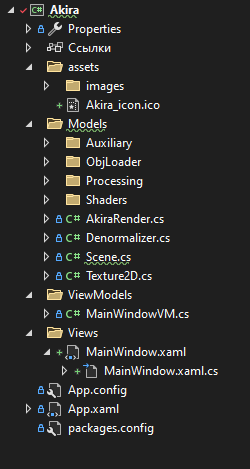 Akira
Properties
Ссылки
assets
images
Akira_icon.ico
Models
Auxiliary
ObjLoader
Processing
Shaders
AkiraRender.cs
Denormalizer.cs
Scene.cs
Texture2D.cs
ViewModels
MainWindowVM.cs
Views
MainWindow.xaml
MainWindow.xaml.cs
App.config
App.xaml
packages.config